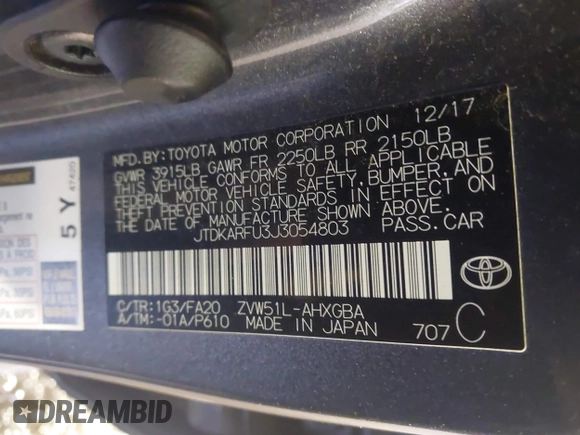 12/17
MFD. BY: TOYOTA MOTOR CORPORATION
GVWR 3915LB GAWR FR 2250LB RR 2150LB
THIS VEHICLE CONFORMS TO ALL APPLICABLE
FEDERAL MOTOR VEHICLE SAFETY, BUMPER, AND
THEFT PREVENTION STANDARDS IN EFFECT ON
THE DATE OF MANUFACTURE SHOWN ABOVE.
JTDKARFU3J3054803 PASS. CAR
C/TR: 1G3/FA20 ZVW51L-AHXGBA
A/TM: -01A/P610 MADE IN JAPAN 707 C
5 Y
47420
DREAMBID